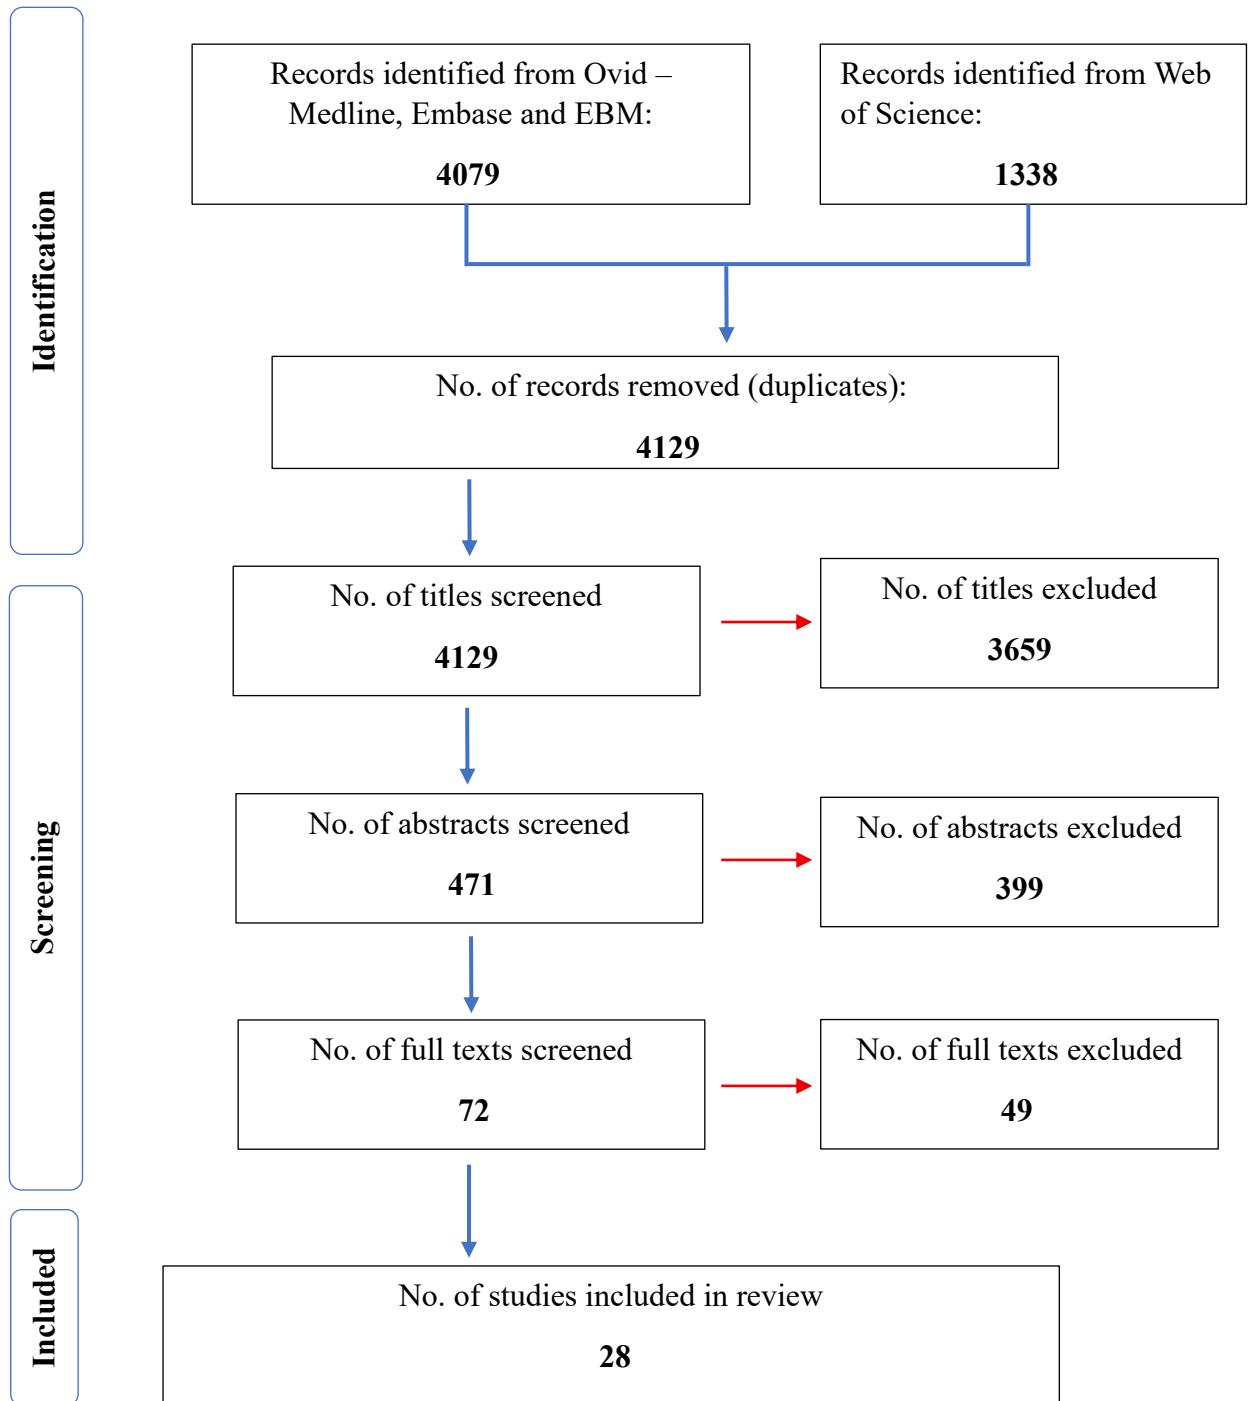 Identification
Records identified from Ovid –
Medline, Embase and EBM:
4079
Records identified from Web
of Science:
1338
No. of records removed (duplicates):
4129
Screening
No. of titles screened
4129
No. of titles excluded
3659
No. of abstracts screened
471
No. of abstracts excluded
399
No. of full texts screened
72
No. of full texts excluded
49
Included
No. of studies included in review
28